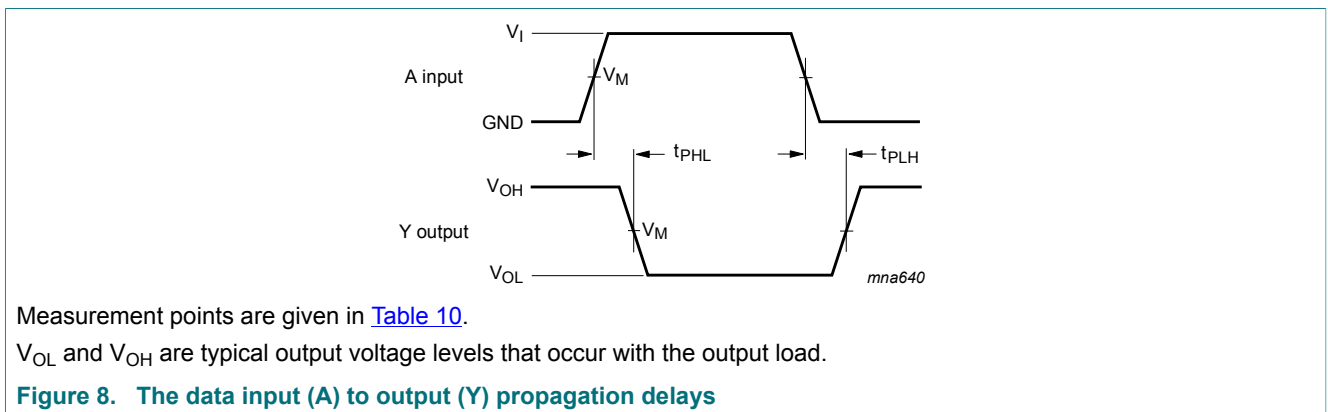 V_I
A input
V_M
GND
t_PHL
t_PLH
V_OH
Y output
V_M
V_OL
mna640
Measurement points are given in Table 10.
V_OL and V_OH are typical output voltage levels that occur with the output load.
Figure 8. The data input (A) to output (Y) propagation delays